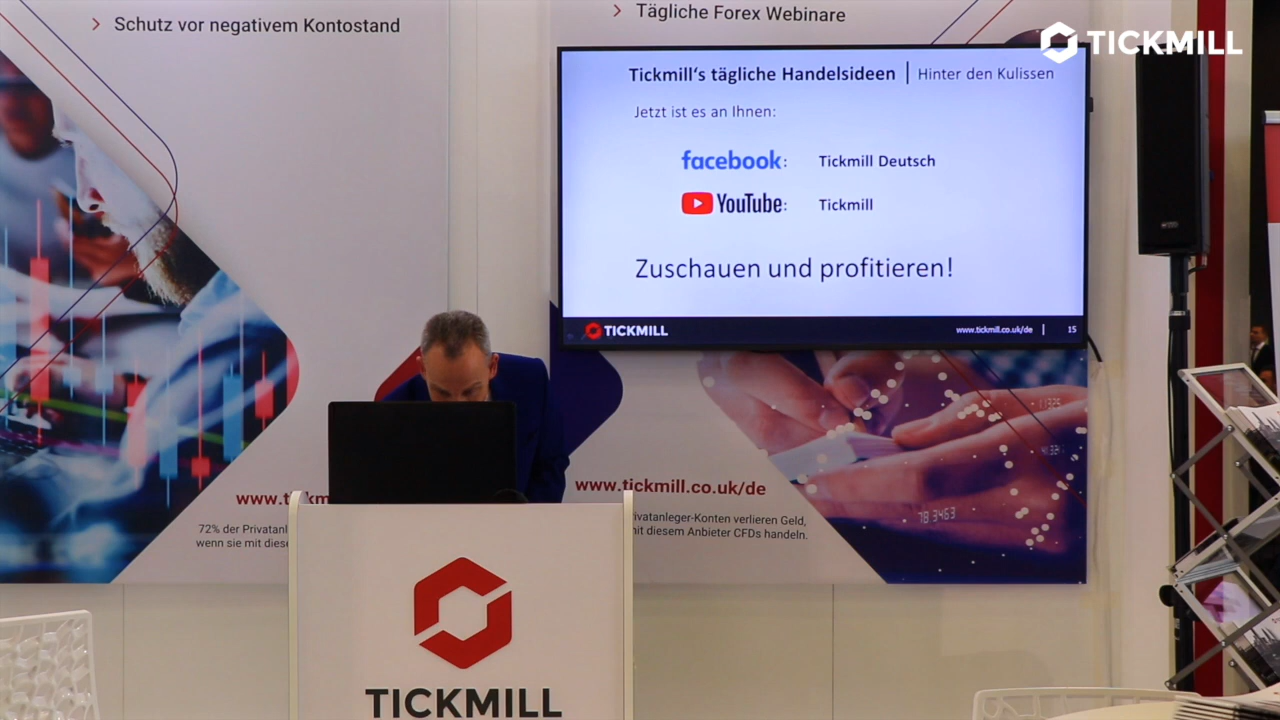 Schutz vor negativem Kontostand
Tägliche Forex Webinare
TICKMILL
Tickmill‘s tägliche Handelsideen | Hinter den Kulissen
Jetzt ist es an Ihnen:
facebook: Tickmill Deutsch
YouTube: Tickmill
Zuschauen und profitieren!
TICKMILL
www.tickmill.co.uk/de | 15
www.tickmill.co.uk/de
72% der
wenn sie mit
verlieren Geld,
diesem Anbieter CFDs handeln.
78 3463
TICKMILL